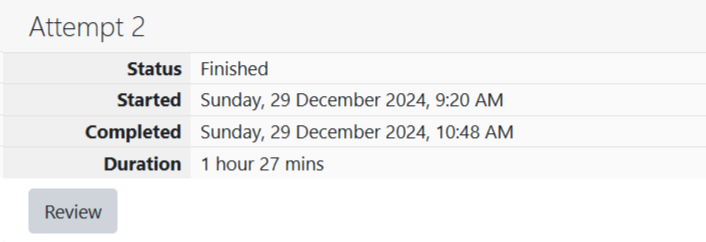 Attempt 2
Status Finished
Started Sunday, 29 December 2024, 9:20 AM
Completed Sunday, 29 December 2024, 10:48 AM
Duration 1 hour 27 mins
Review